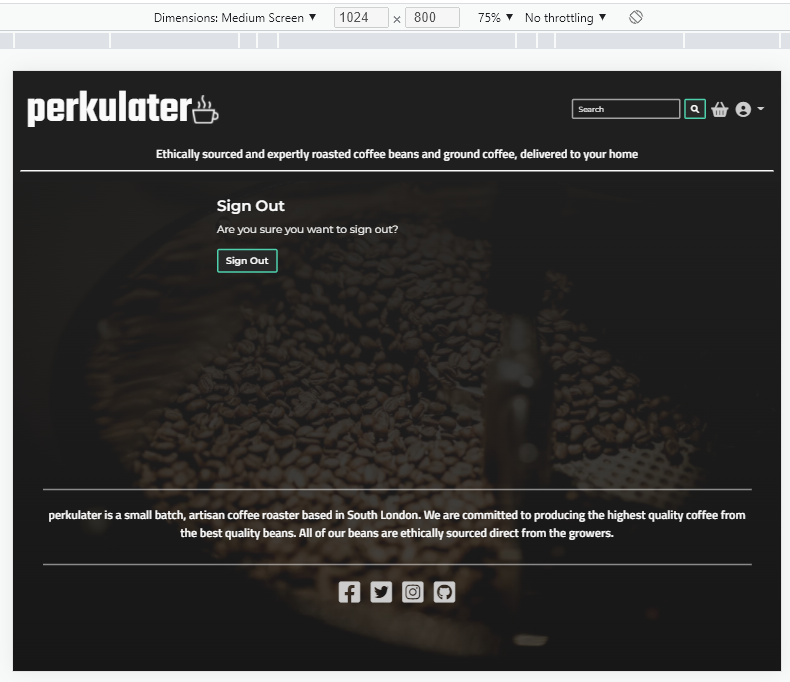 Dimensions: Medium Screen ▼ 1024 × 800 75% ▼ No throttling ▼
perkulater
Search
Ethically sourced and expertly roasted coffee beans and ground coffee, delivered to your home
Sign Out
Are you sure you want to sign out?
Sign Out
perkulater is a small batch, artisan coffee roaster based in South London. We are committed to producing the highest quality coffee from
the best quality beans. All of our beans are ethically sourced direct from the growers.